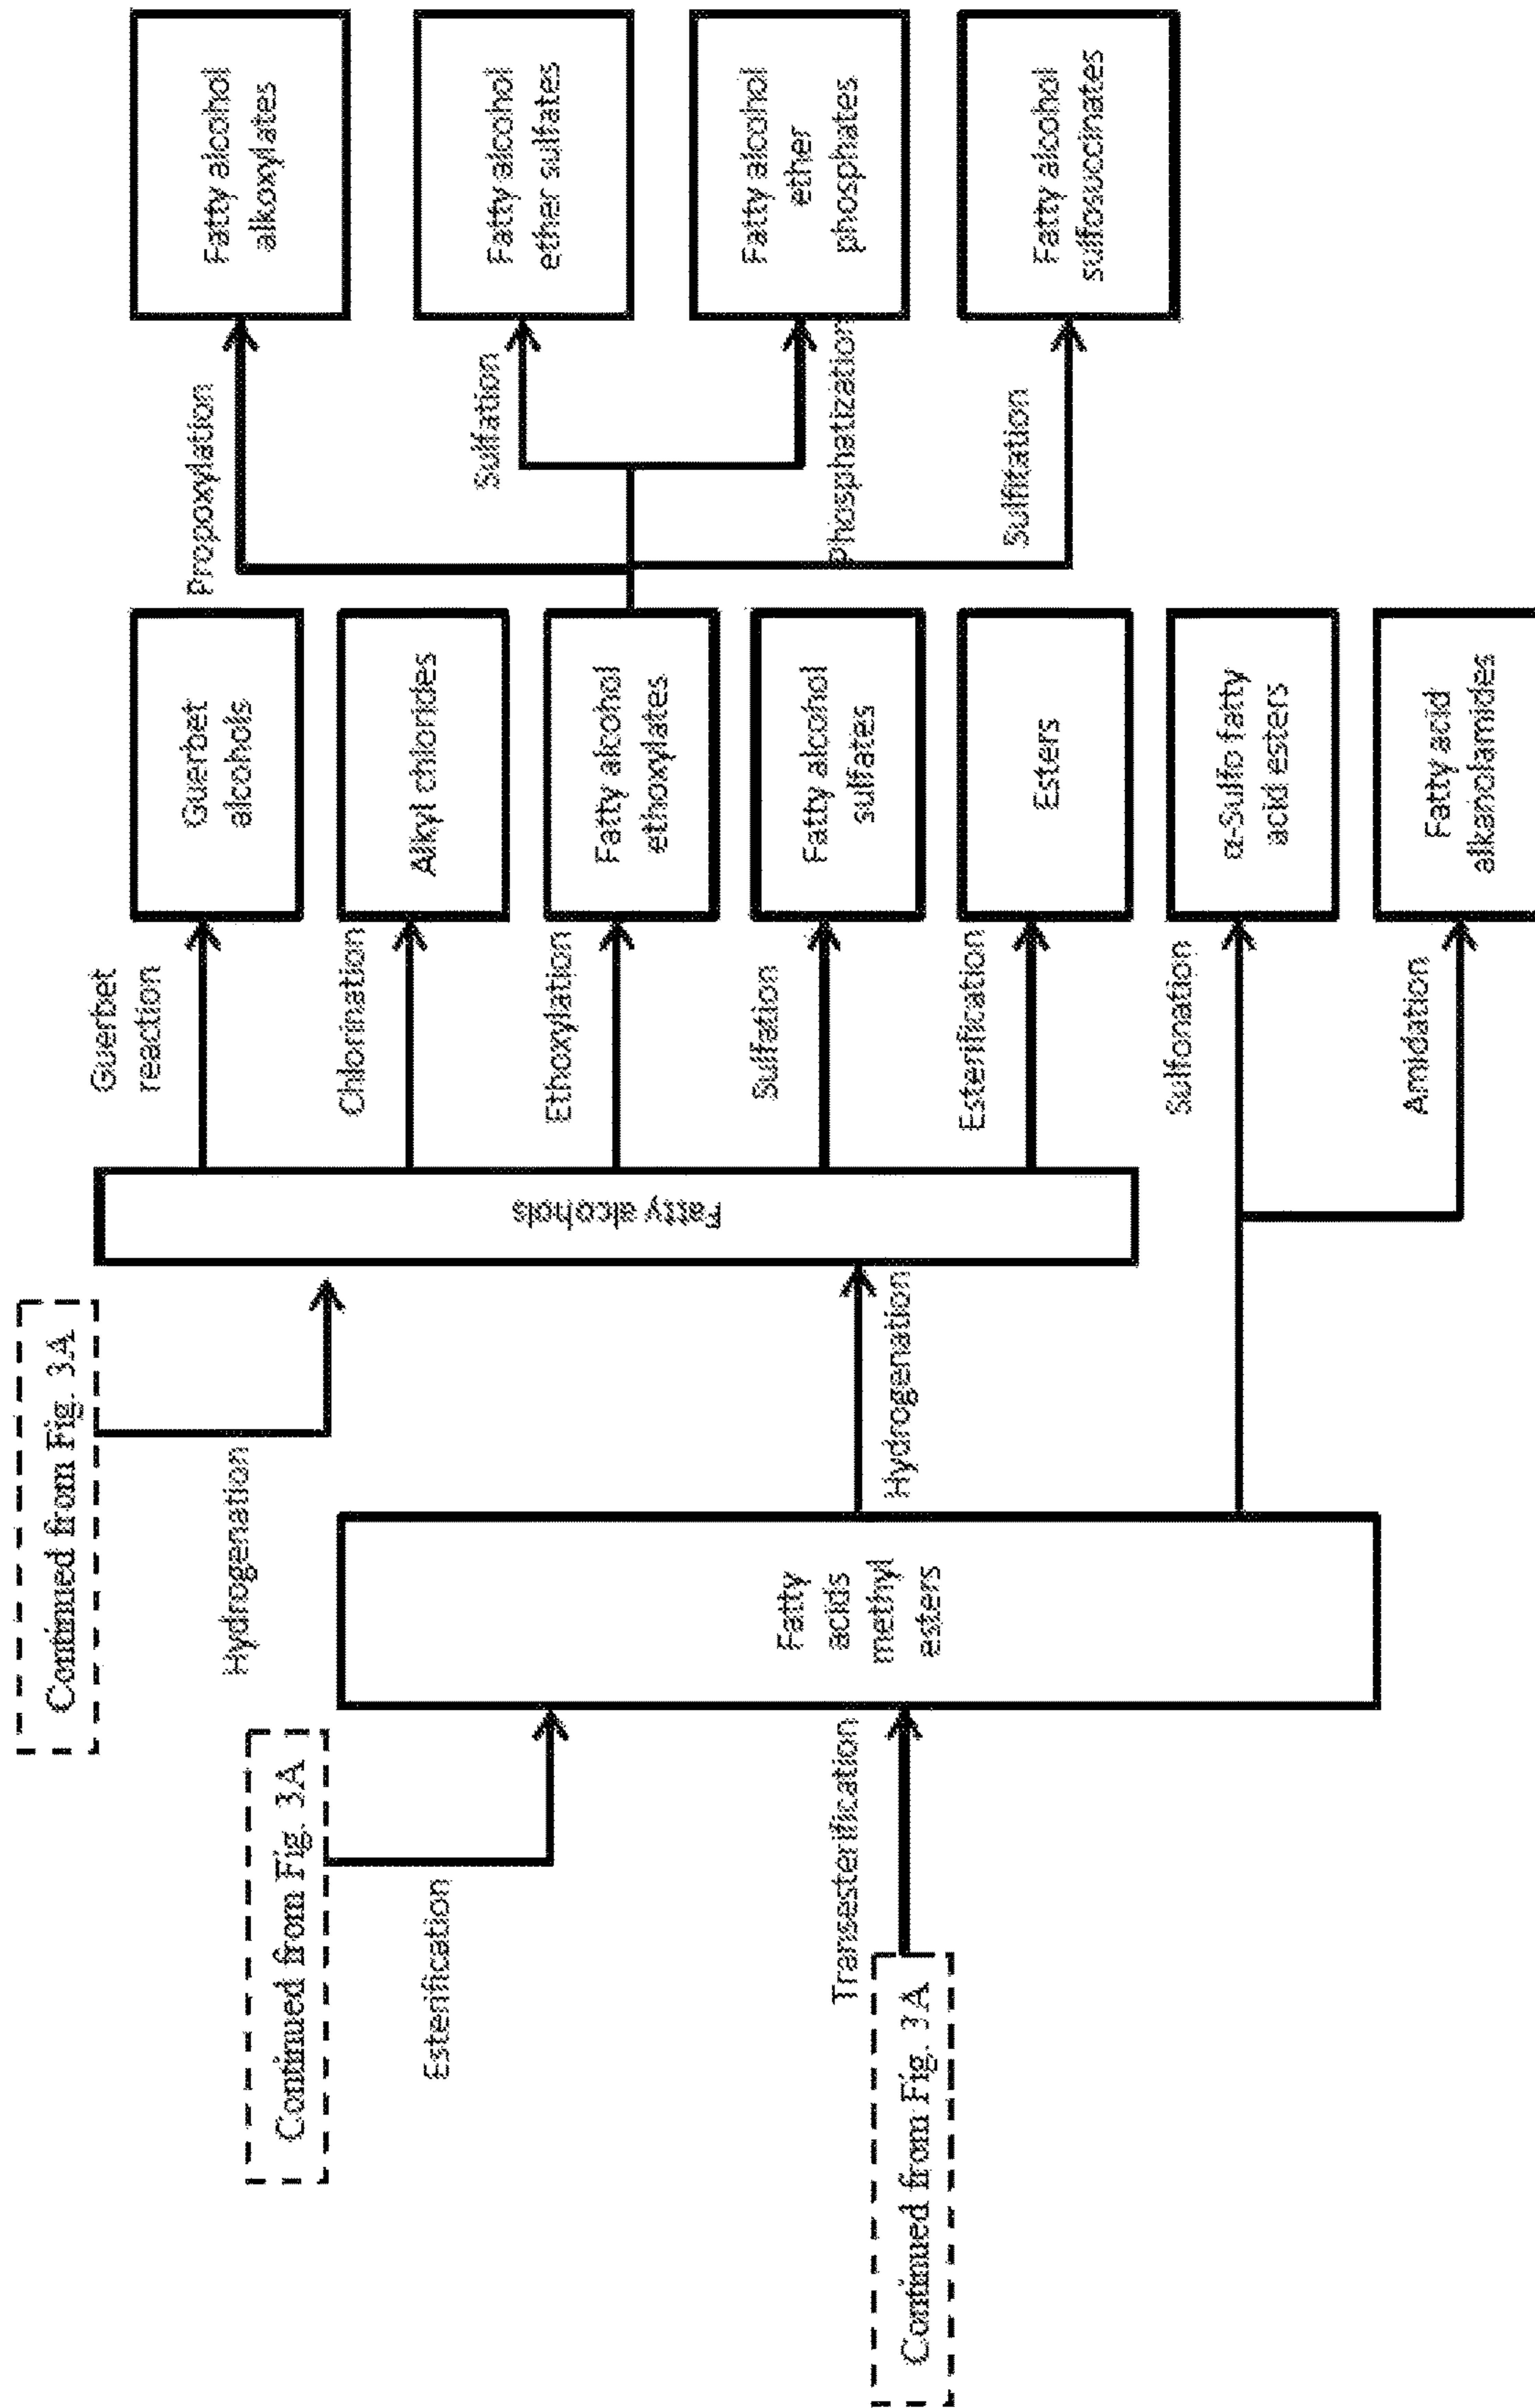 Continued from Fig. 3A
Hydrogenation
Continued from Fig. 3A
Esterification
Transesterification
Continued from Fig. 3A
Fatty
acids
methyl
esters
Hydrogenation
Fatty alcohols
Guerbet
reaction
Chlorination
Ethoxylation
Sulfation
Esterification
Sulfonation
Amidation
Guerbet
alcohols
Alkyl chlorides
Fatty alcohol
ethoxylates
Fatty alcohol
sulfates
Esters
α-Sulfo fatty
acid esters
Fatty acid
alkanolamides
Propoxylation
Sulfation
Phosphatization
Sulfitation
Fatty alcohol
alkoxylates
Fatty alcohol
ether sulfates
Fatty alcohol
ether
phosphates
Fatty alcohol
sulfosuccinates